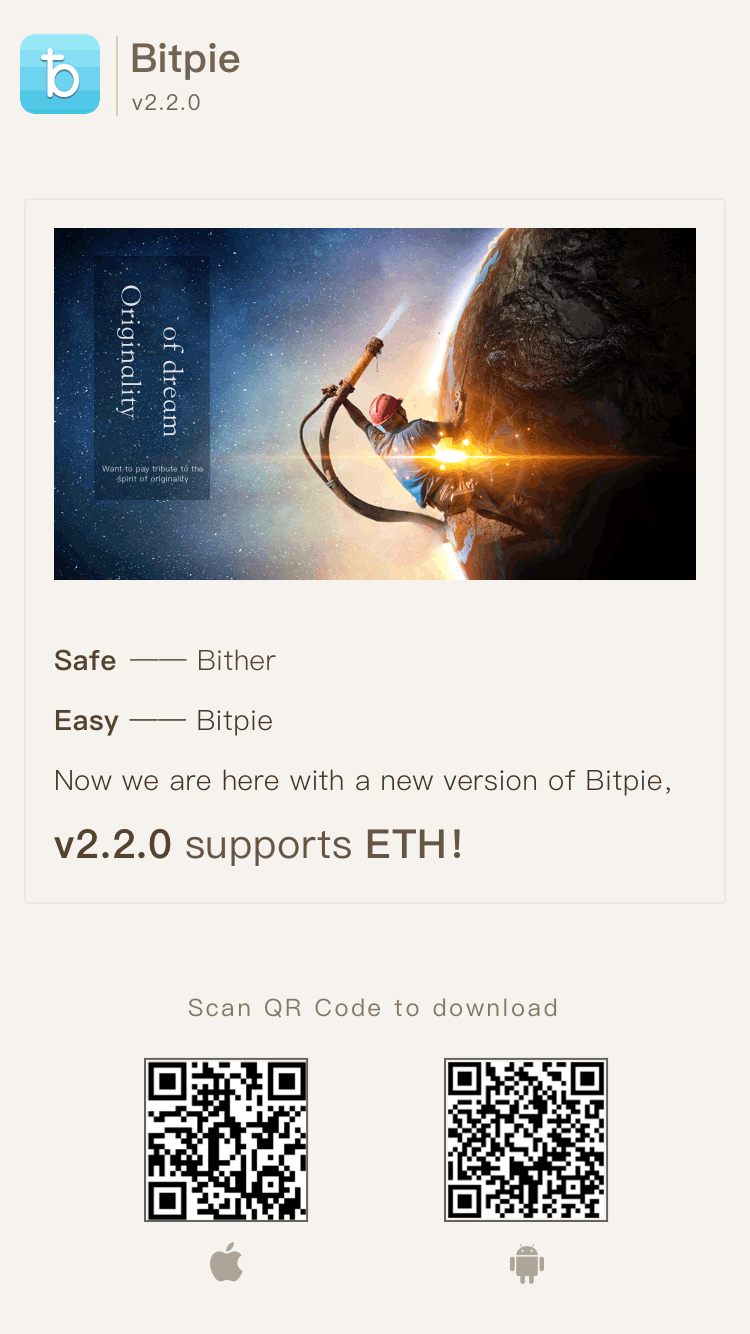 Bitpie
v2.2.0
Originality
of dream
Want to pay tribute to the
spirit of originality
Safe —— Bither
Easy —— Bitpie
Now we are here with a new version of Bitpie,
v2.2.0 supports ETH!
Scan QR Code to download